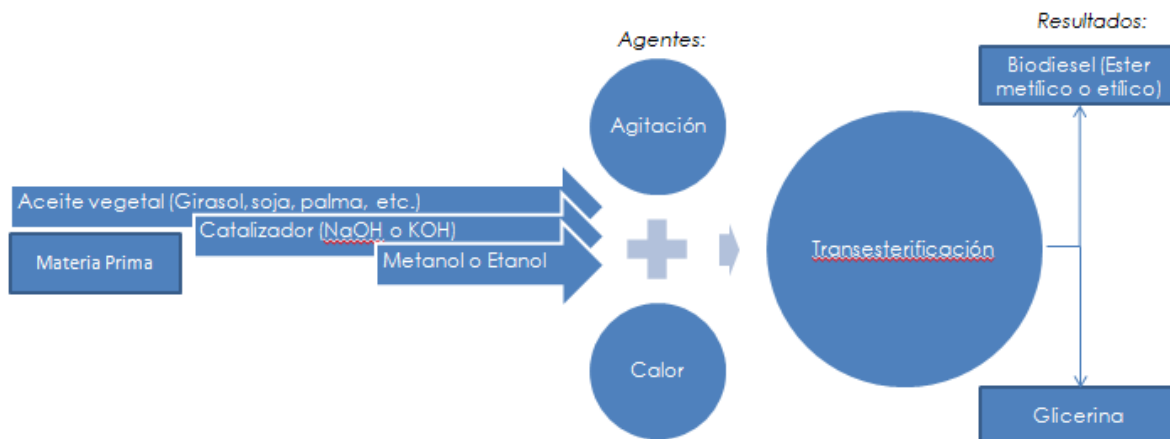 Aceite vegetal (Girasol, soja, palma, etc.)
Catalizador (NaOH o KOH)
Metanol o Etanol
Materia Prima
Agentes:
Agitación
Calor
Transesterificación
Resultados:
Biodiesel (Ester
metílico o etílico)
Glicerina